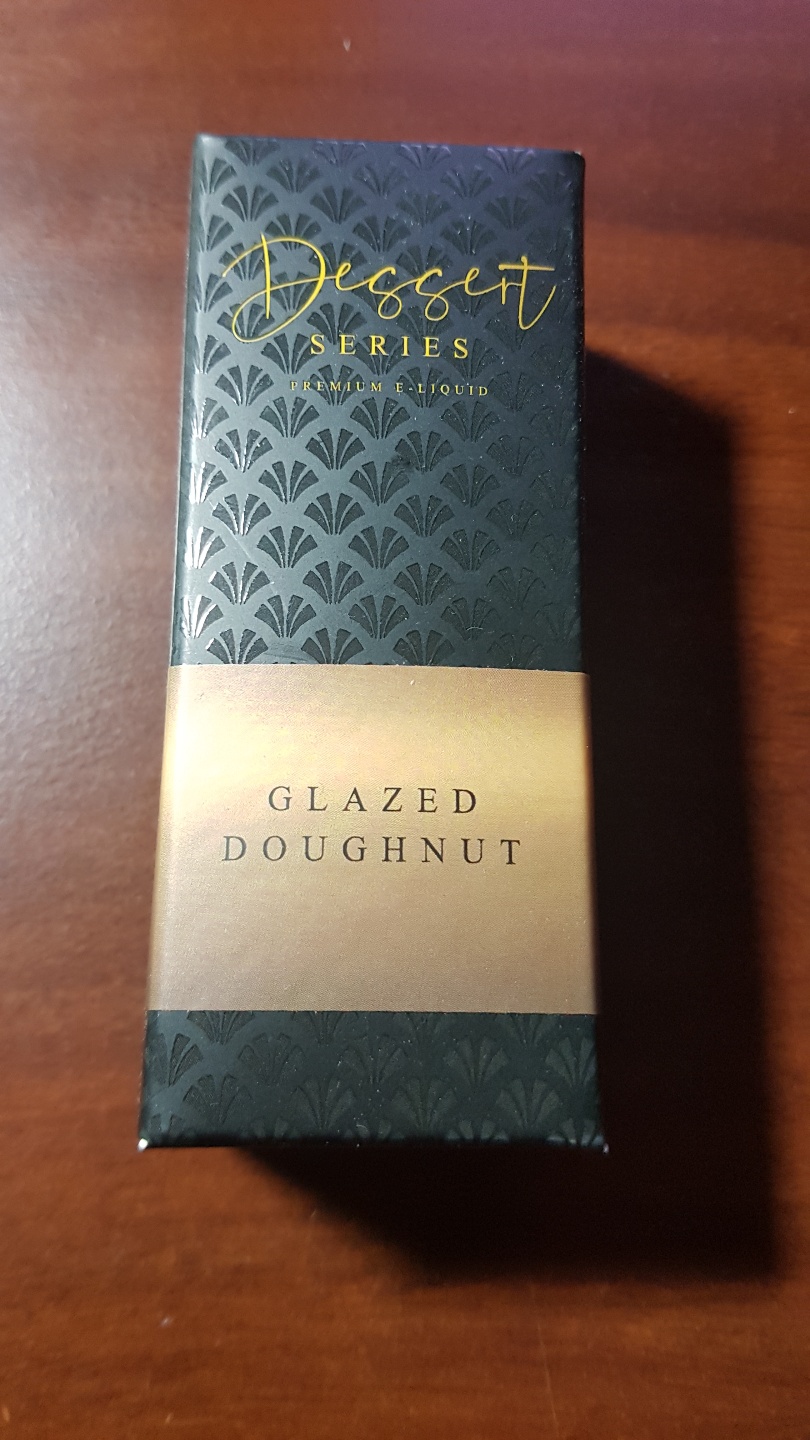 Dessert
SERIES
PREMIUM E-LIQUID
GLAZED
DOUGHNUT